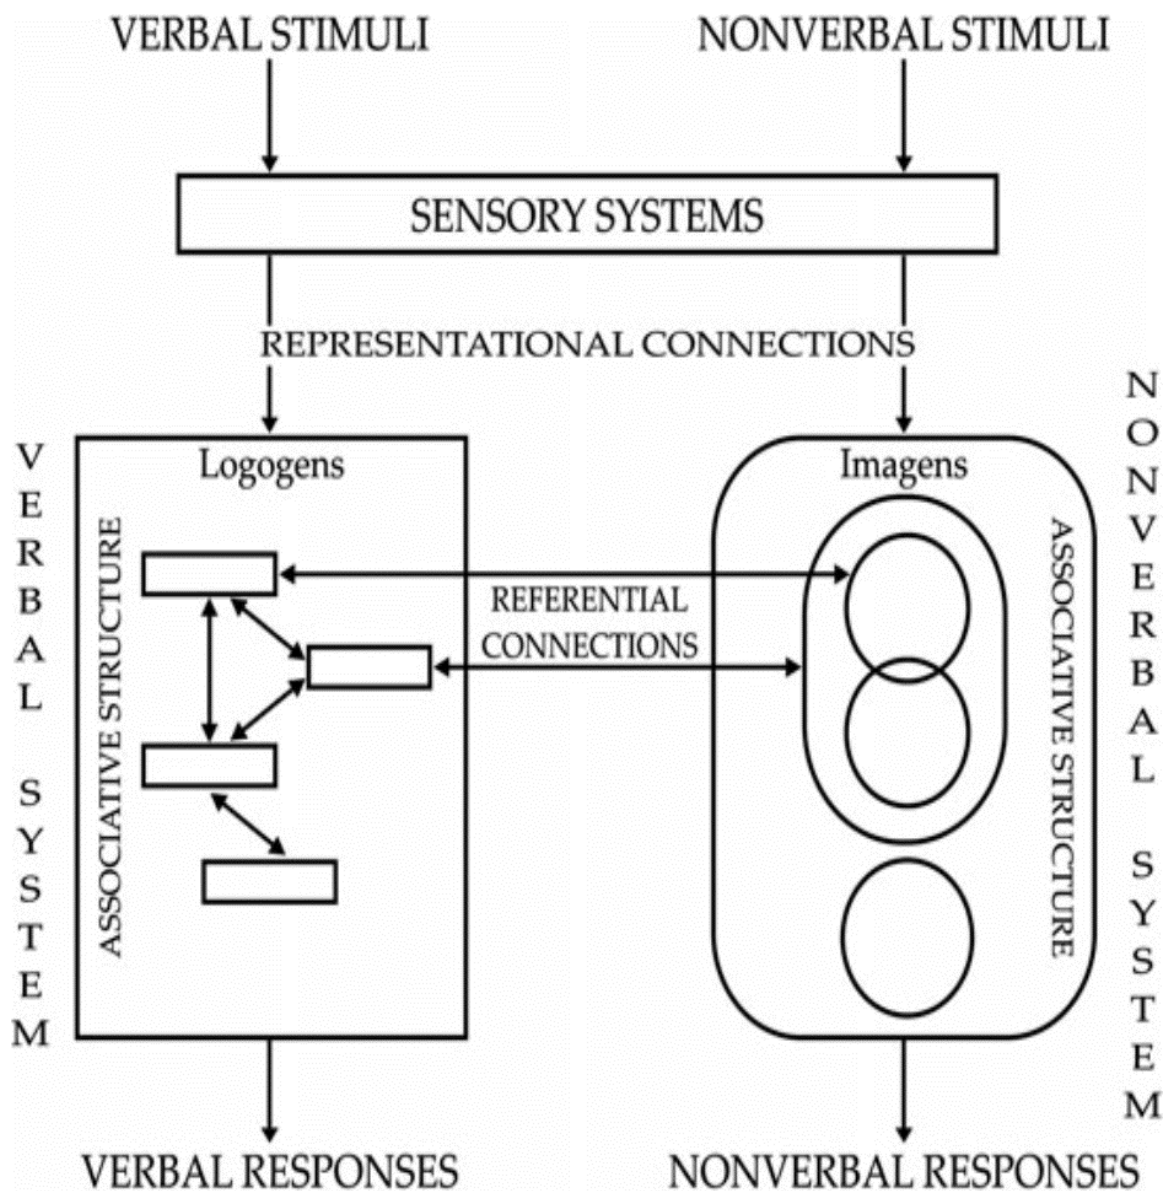 VERBAL STIMULI
NONVERBAL STIMULI
SENSORY SYSTEMS
REPRESENTATIONAL CONNECTIONS
VERBAL SYSTEM
Logogens
ASSOCIATIVE STRUCTURE
REFERENTIAL
CONNECTIONS
Imagens
ASSOCIATIVE STRUCTURE
NONVERBAL SYSTEM
VERBAL RESPONSES
NONVERBAL RESPONSES